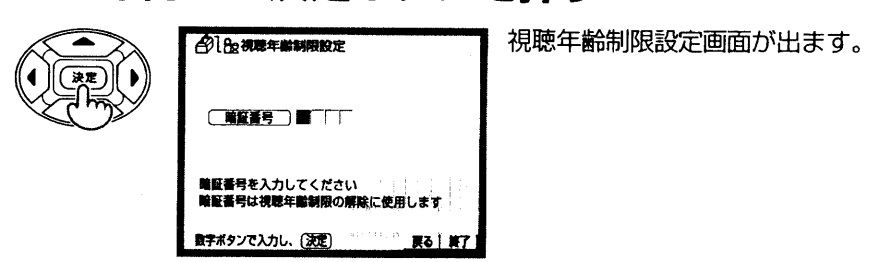 視聴年齢制限設定画面が出ます。
決定
視聴年齢制限設定
暗証番号
暗証番号を入力してください
暗証番号は視聴年齢制限の解除に使用します
数字ボタンで入力し、決定
戻る 終了